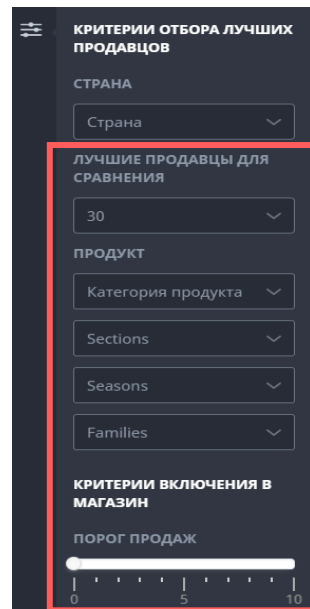 КРИТЕРИИ ОТБОРА ЛУЧШИХ
ПРОДАВЦОВ
СТРАНА
Страна
ЛУЧШИЕ ПРОДАВЦЫ ДЛЯ
СРАВНЕНИЯ
30
ПРОДУКТ
Категория продукта
Sections
Seasons
Families
КРИТЕРИИ ВКЛЮЧЕНИЯ В
МАГАЗИН
ПОРОГ ПРОДАЖ
0 5 10